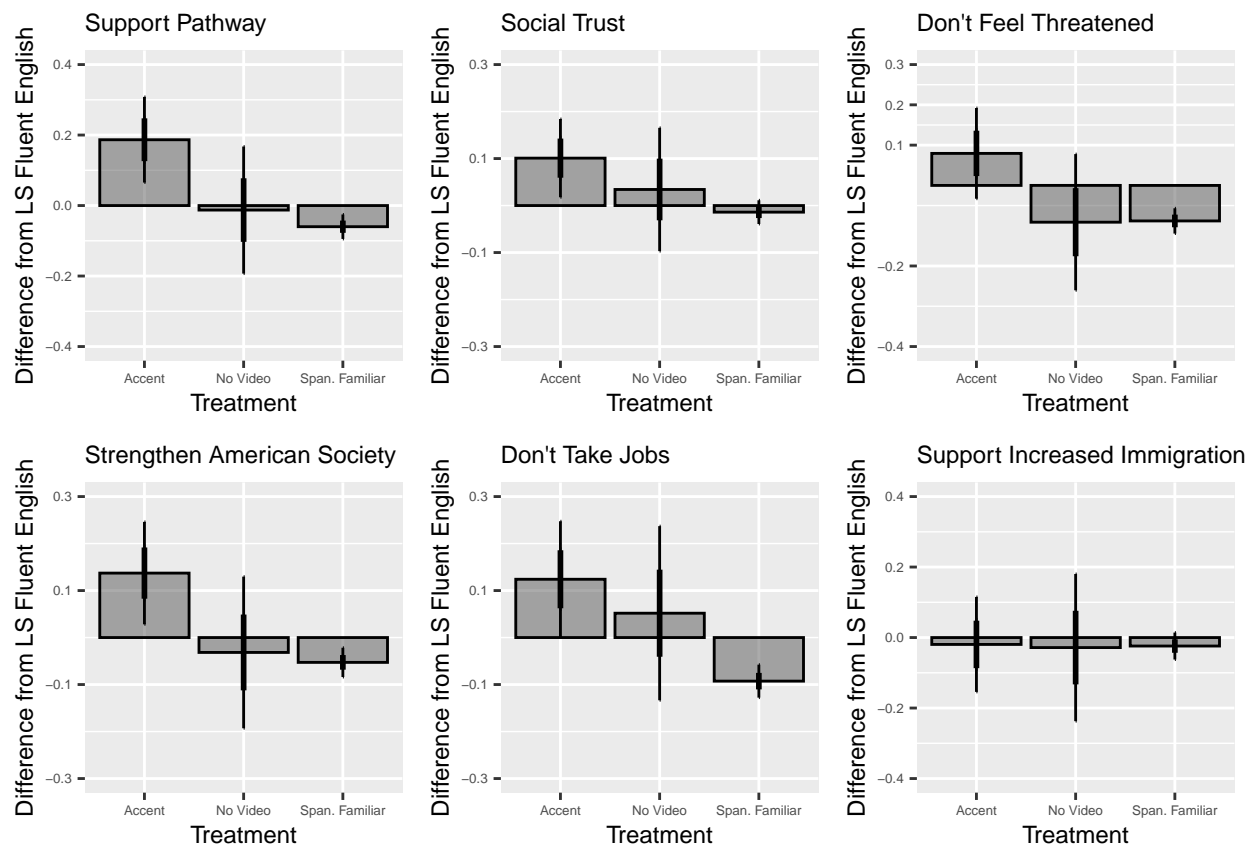 Support Pathway
Difference from LS Fluent English
0.4
0.2
0.0
−0.2
−0.4
Accent No Video Span. Familiar
Treatment
Social Trust
Difference from LS Fluent English
0.3
0.1
−0.1
−0.3
Accent No Video Span. Familiar
Treatment
Don't Feel Threatened
Difference from LS Fluent English
0.3
0.2
0.1
−0.2
−0.4
Accent No Video Span. Familiar
Treatment
Strengthen American Society
Difference from LS Fluent English
0.3
0.1
−0.1
−0.3
Accent No Video Span. Familiar
Treatment
Don't Take Jobs
Difference from LS Fluent English
0.3
0.1
−0.1
−0.3
Accent No Video Span. Familiar
Treatment
Support Increased Immigration
Difference from LS Fluent English
0.4
0.2
0.0
−0.2
−0.4
Accent No Video Span. Familiar
Treatment